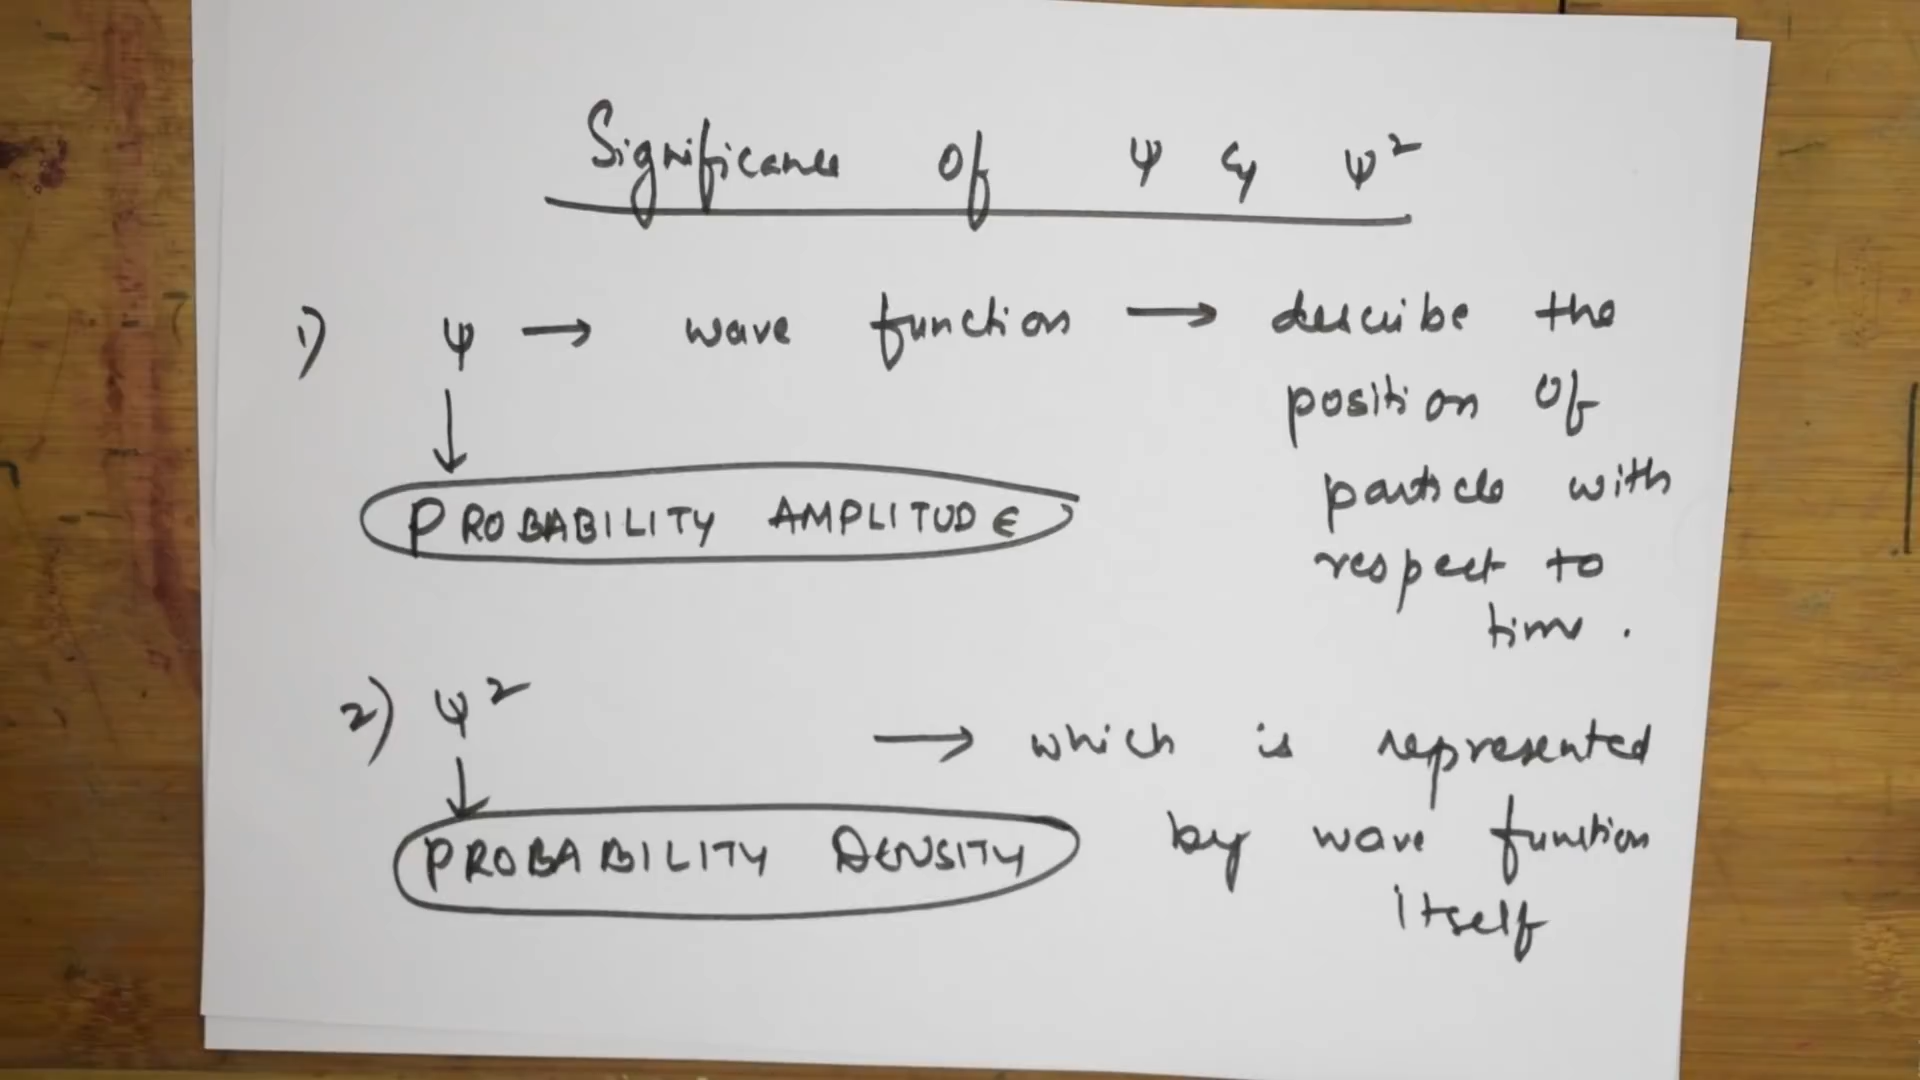 Significance of ψ & ψ²
1) ψ → wave function → describe the
position of
↓
particle with
PROBABILITY AMPLITUDE
respect to
time.
2) ψ²
→ which is represented
↓
PROBABILITY DENSITY by wave function
itself